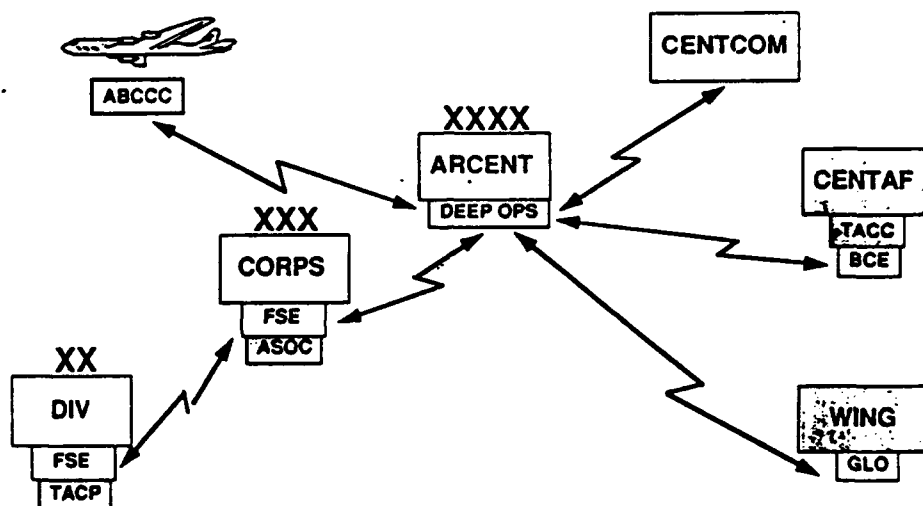 ABCCC
CENTCOM
XXXX
ARCENT
DEEP OPS
CENTAF
TACC
BCE
XXX
CORPS
FSE
ASOC
XX
DIV
FSE
TACP
WING
GLO